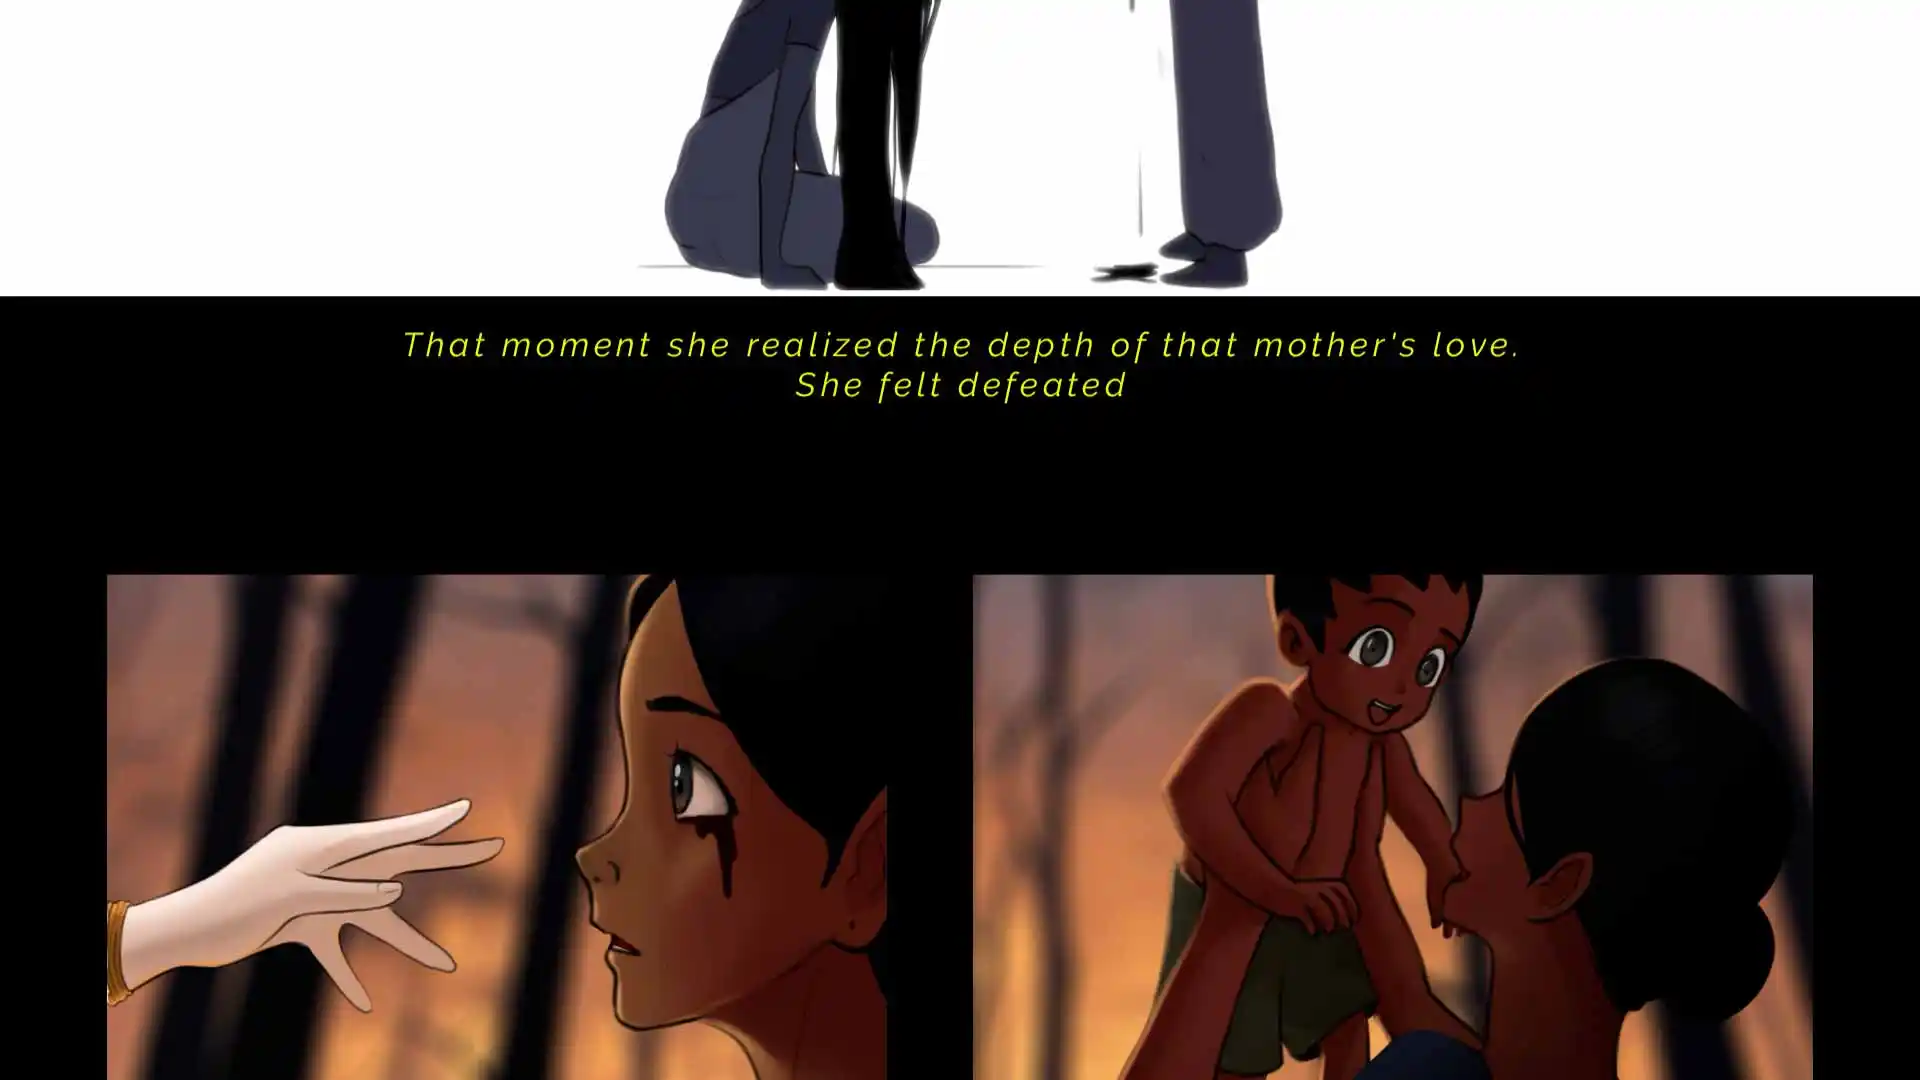 That moment she realized the depth of that mother's love.
She felt defeated